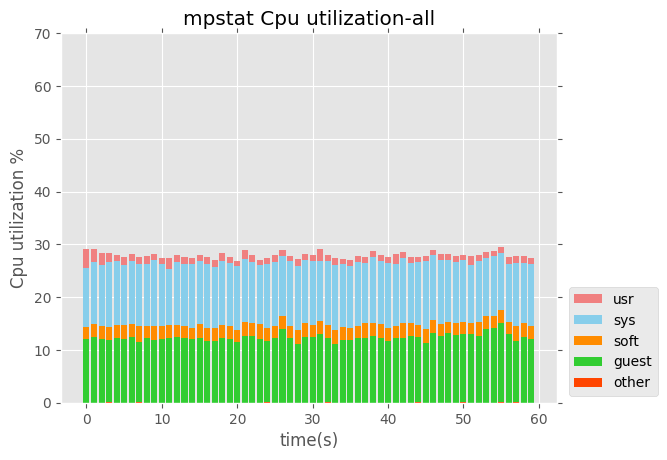 mpstat Cpu utilization-all
70
60
50
40
30
20
10
0
Cpu utilization %
0 10 20 30 40 50 60
time(s)
usr
sys
soft
guest
other